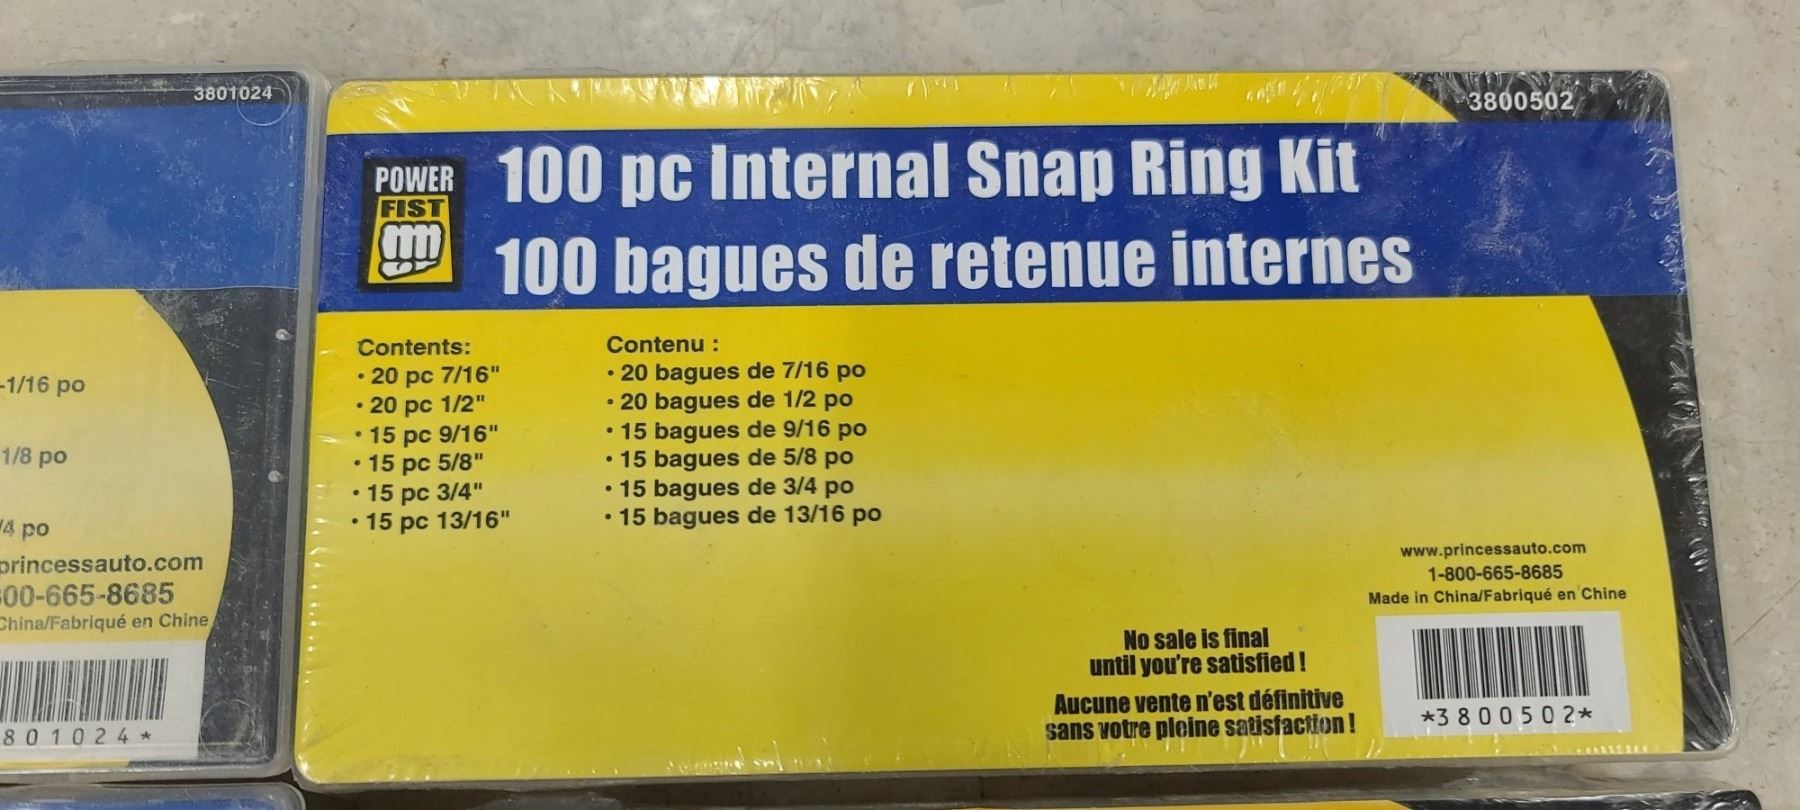 3801024
-1/16 po
1/8 po
/4 po
princessauto.com
800-665-8685
China/Fabriqué en Chine
801024*
3800502
POWER
FIST
100 pc Internal Snap Ring Kit
100 bagues de retenue internes
Contents:
• 20 pc 7/16"
• 20 pc 1/2"
• 15 pc 9/16"
• 15 pc 5/8"
• 15 pc 3/4"
• 15 pc 13/16"
Contenu :
• 20 bagues de 7/16 po
• 20 bagues de 1/2 po
• 15 bagues de 9/16 po
• 15 bagues de 5/8 po
• 15 bagues de 3/4 po
• 15 bagues de 13/16 po
www.princessauto.com
1-800-665-8685
Made in China/Fabriqué en Chine
No sale is final
until you're satisfied !
Aucune vente n'est définitive
sans votre pleine satisfaction !
*3800502*